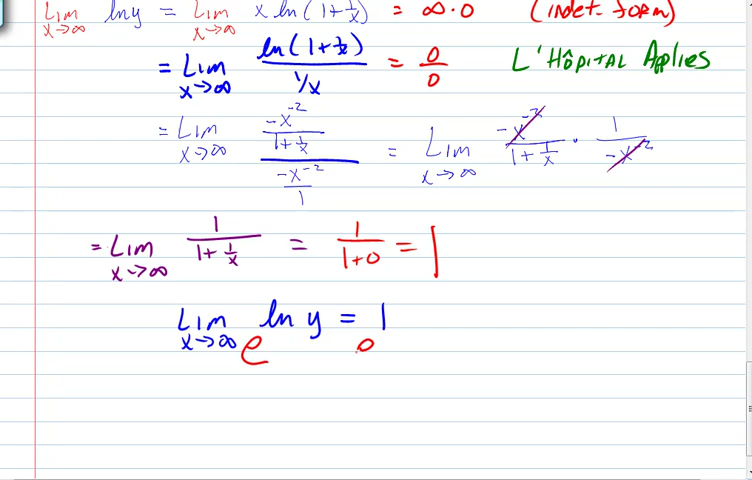 Lim x→∞ ln y = Lim x→∞ x ln (1 + 1/x) = ∞·0 (indet. form)
= Lim x→∞ ln (1 + 1/x) / 1/x = 0/0 L'Hôpital Applies
= Lim x→∞ (-x⁻² / (1 + 1/x)) / (-x⁻² / 1) = Lim x→∞ -x⁻² / (1 + 1/x) · 1 / -x⁻²
= Lim x→∞ 1 / (1 + 1/x) = 1 / (1+0) = 1
Lim x→∞ ln y = 1
e o